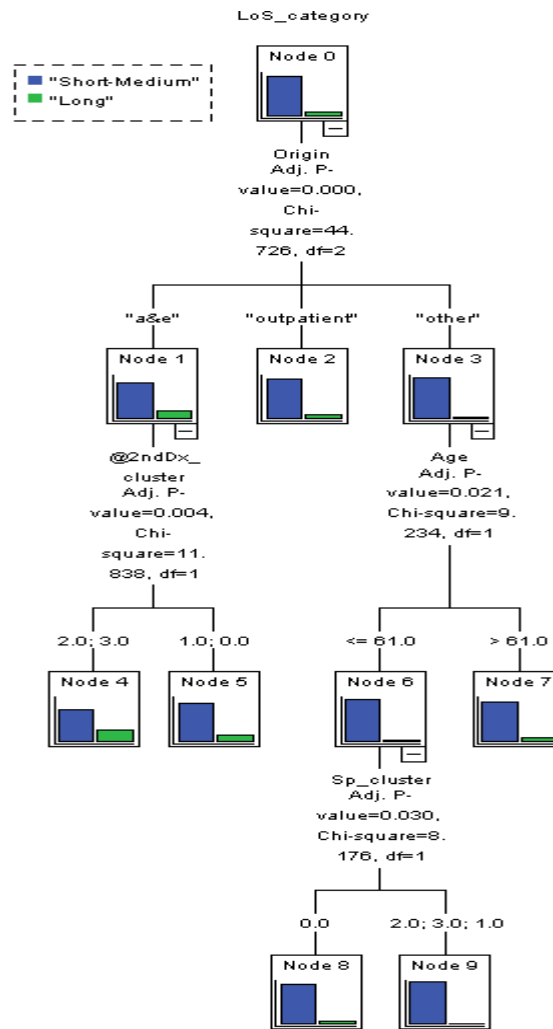 LoS_category
"Short-Medium"
"Long"
Node 0
Origin
Adj. P-
value=0.000,
Chi-
square=44.
726, df=2
"a&e"
"outpatient"
"other"
Node 1
Node 2
Node 3
@2ndDx_
cluster
Adj. P-
value=0.004,
Chi-
square=11.
838, df=1
Age
Adj. P-
value=0.021,
Chi-square=9.
234, df=1
2.0; 3.0
1.0; 0.0
<= 61.0
> 61.0
Node 4
Node 5
Node 6
Node 7
Sp_cluster
Adj. P-
value=0.030,
Chi-square=8.
176, df=1
0.0
2.0; 3.0; 1.0
Node 8
Node 9